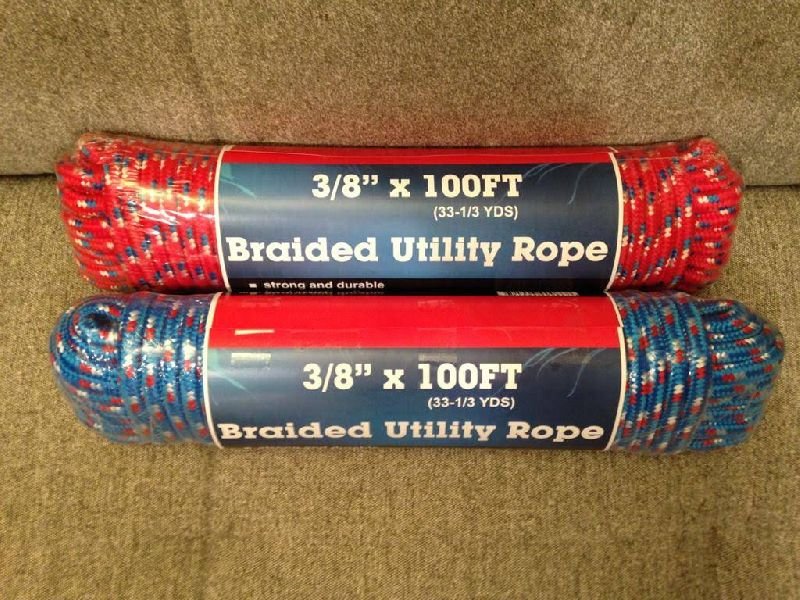 3/8” x 100FT
(33-1/3 YDS)
Braided Utility Rope
▪ strong and durable
3/8” x 100FT
(33-1/3 YDS)
Braided Utility Rope